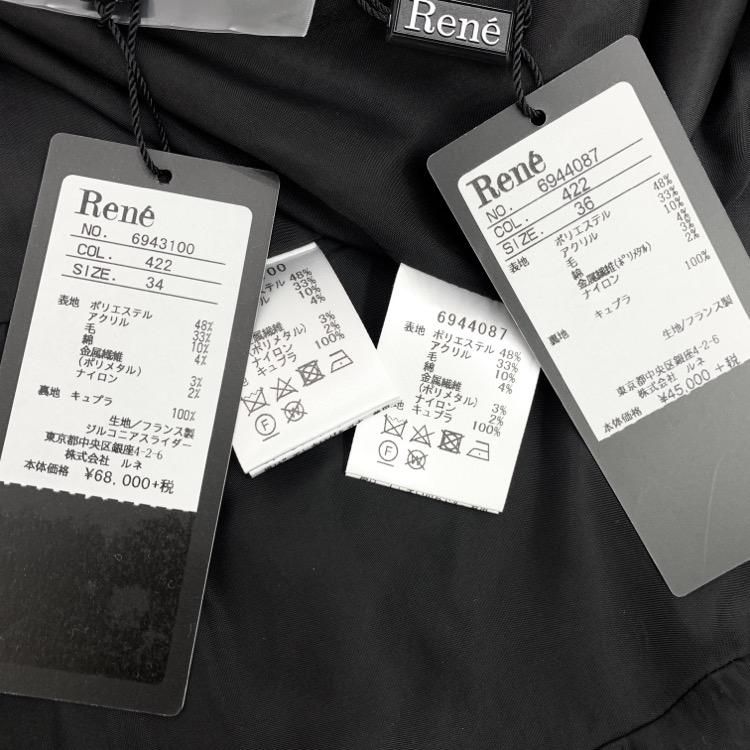 René
René
NO. 6943100
COL. 422
SIZE. 34
表地 ポリエステル 48%
アクリル 33%
毛 10%
綿 4%
金属繊維
(ポリメタル) 3%
ナイロン 2%
裏地 キュプラ 100%
生地/フランス製
ジルコニアスライダー
東京都中央区銀座4-2-6
株式会社 ルネ
本体価格 ¥68,000+税
00
48%
33%
10%
4%
金属繊維 3%
(ポリメタル) 2%
ナイロン 100%
キュプラ
F
6944087
表地 ポリエステル 48%
アクリル 33%
毛 10%
綿 4%
金属繊維
(ポリメタル) 3%
ナイロン 2%
裏地 キュプラ 100%
F
René
NO. 6944087
COL. 422
SIZE. 36
表地 ポリエステル 48%
アクリル 33%
毛 10%
綿 4%
金属繊維(ポリメタル) 3%
ナイロン 2%
裏地 キュプラ 100%
生地/フランス製
東京都中央区銀座4-2-6
株式会社 ルネ
本体価格 ¥45,000+税